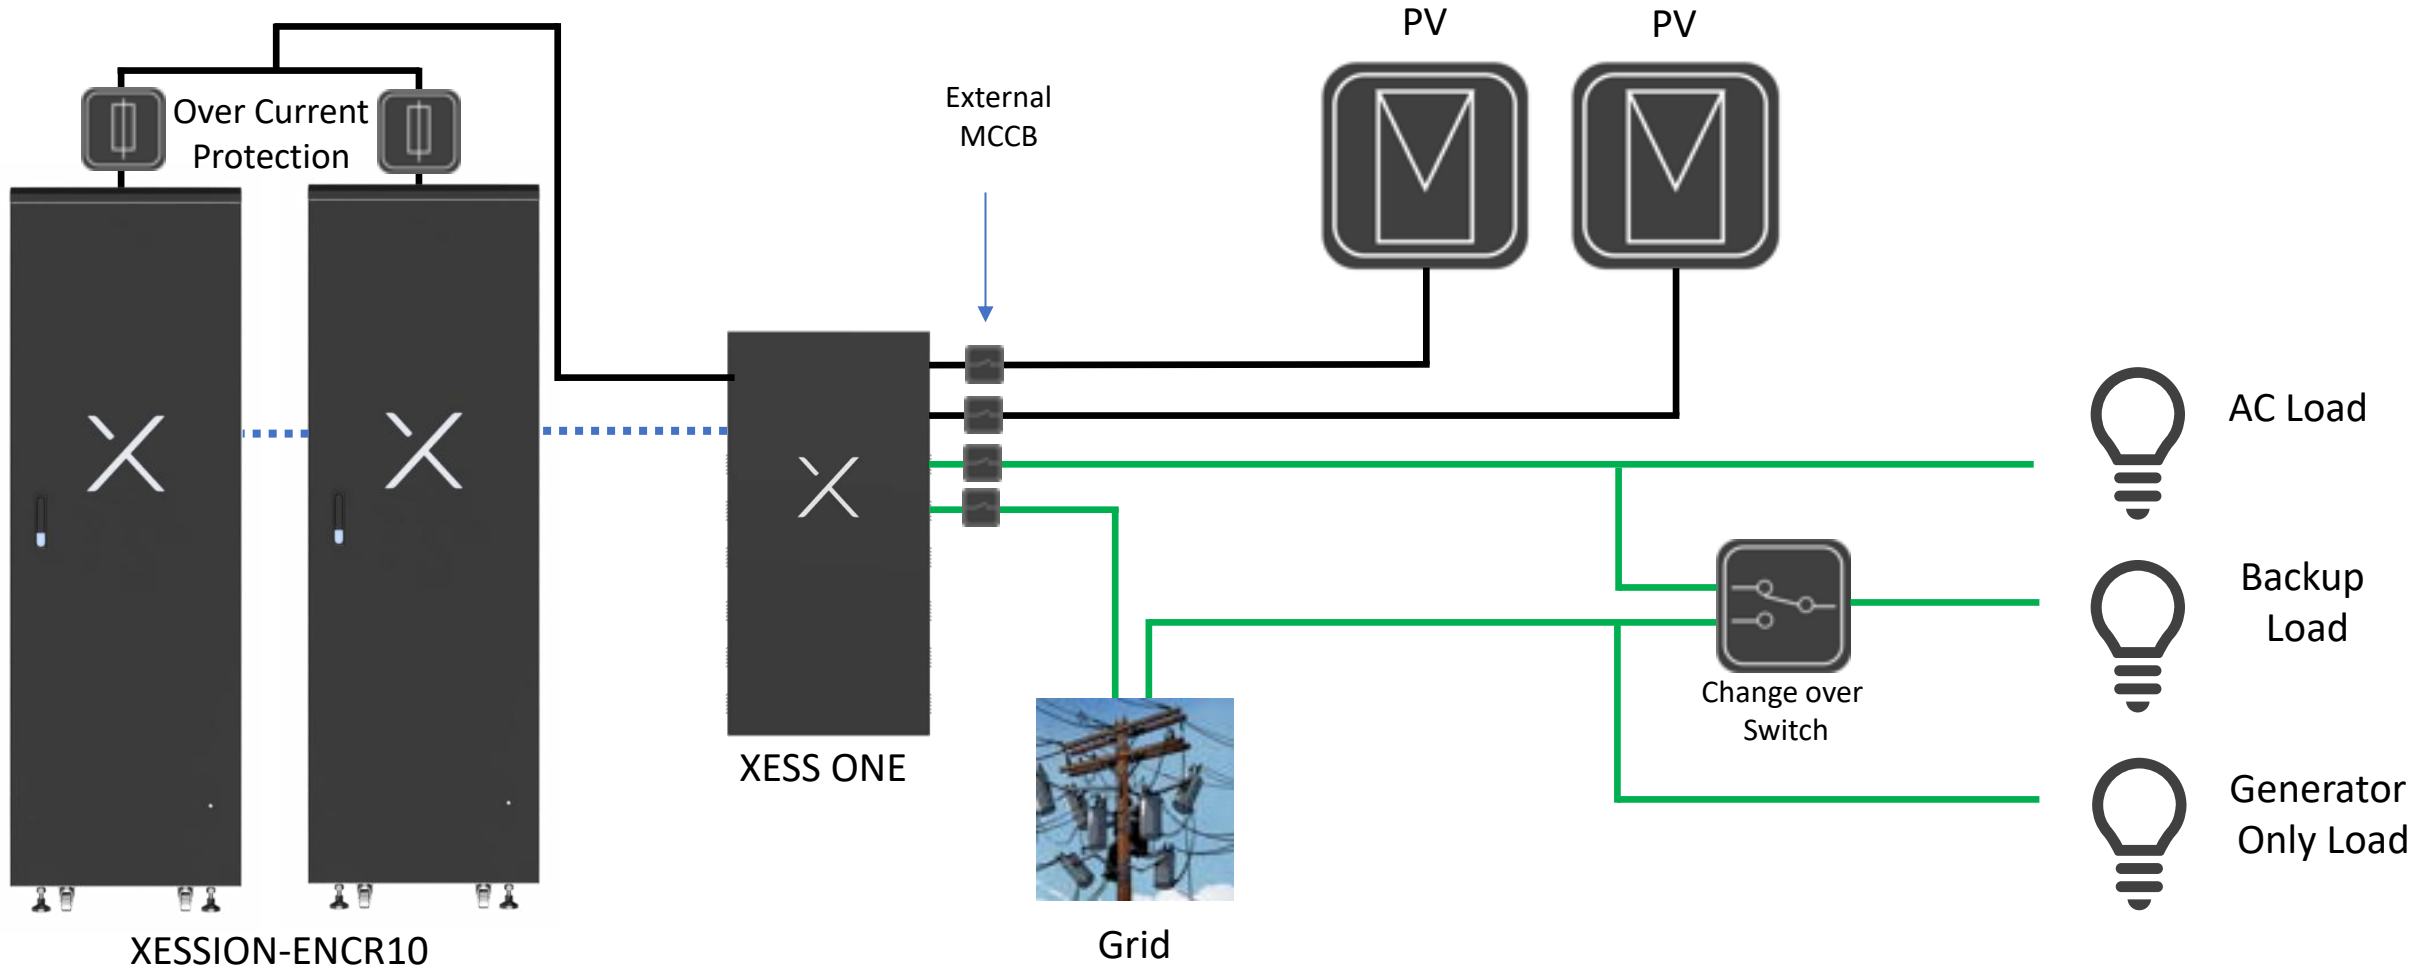 PV
PV
Over Current
Protection
External
MCCB
AC Load
Backup
Load
Change over
Switch
XESS ONE
Generator
Only Load
XESSION-ENCR10
Grid